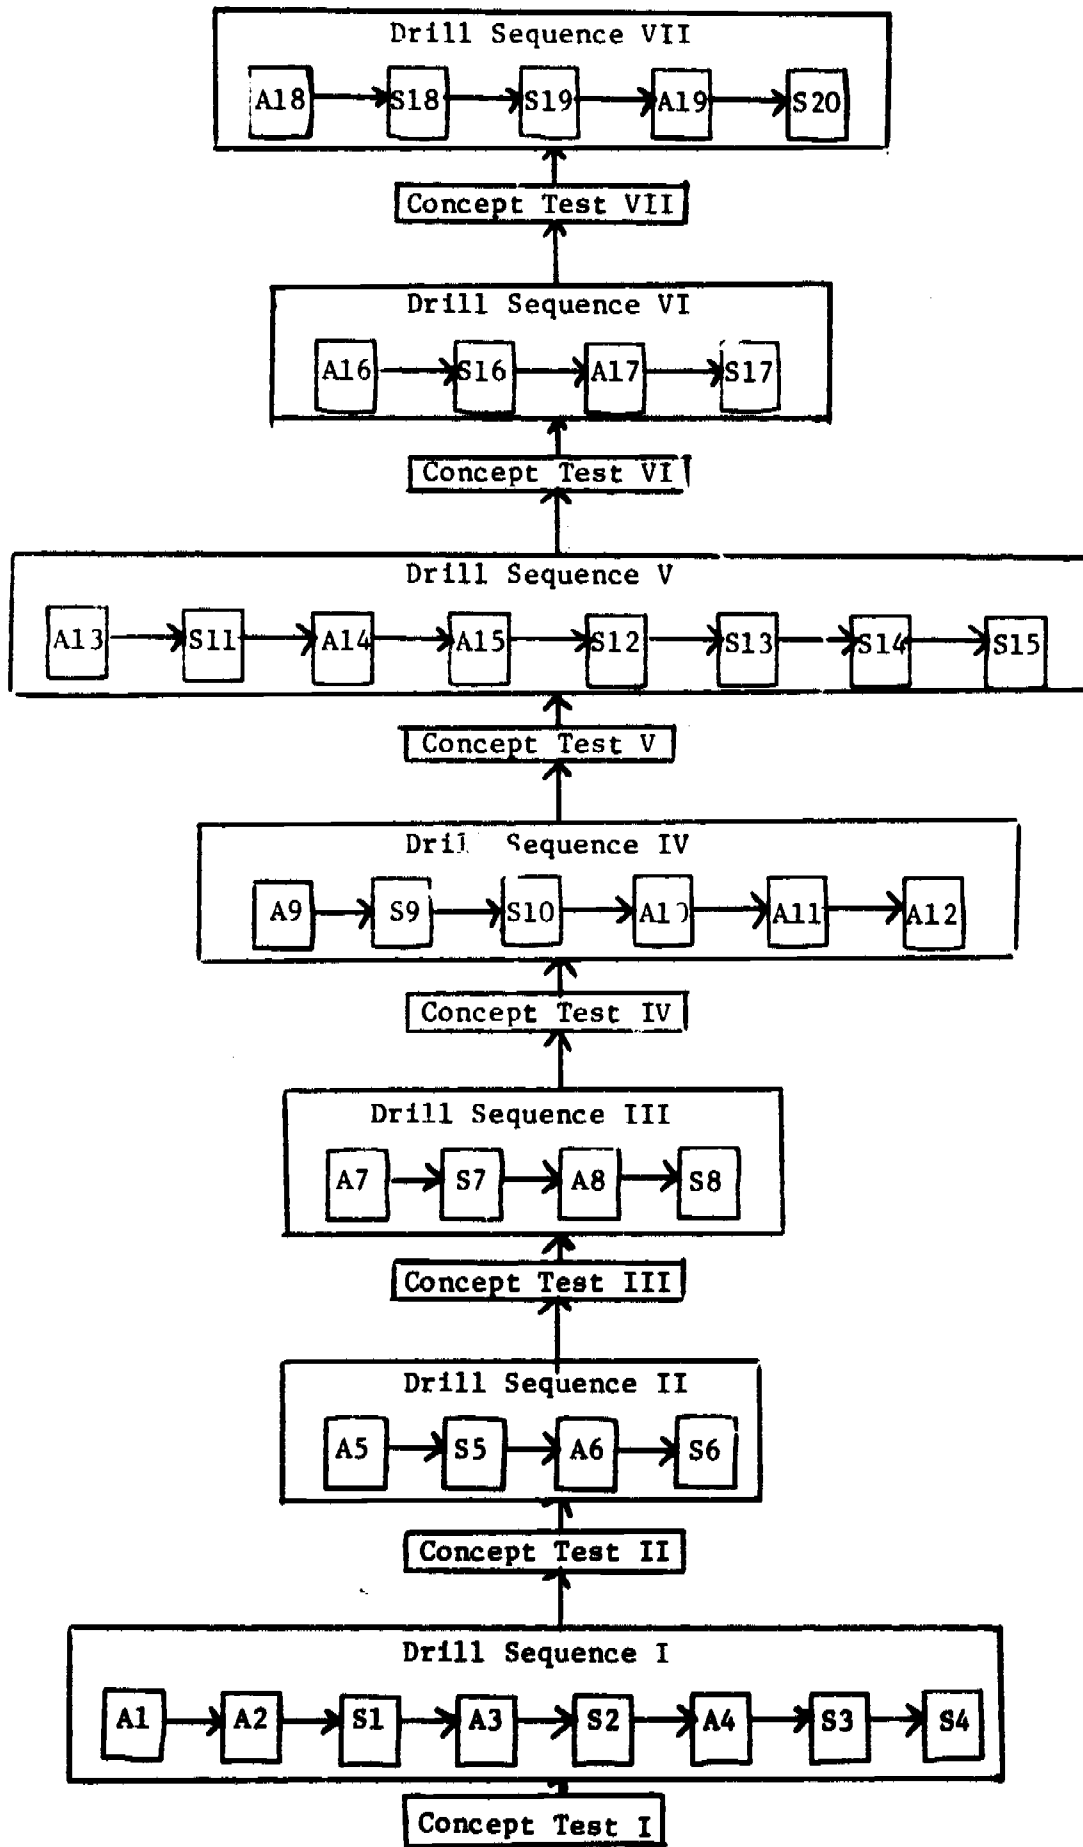 Drill Sequence VII
A18 S18 S19 A19 S20
Concept Test VII
Drill Sequence VI
A16 S16 A17 S17
Concept Test VI
Drill Sequence V
A13 S11 A14 A15 S12 S13 S14 S15
Concept Test V
Drill Sequence IV
A9 S9 S10 A10 A11 A12
Concept Test IV
Drill Sequence III
A7 S7 A8 S8
Concept Test III
Drill Sequence II
A5 S5 A6 S6
Concept Test II
Drill Sequence I
A1 A2 S1 A3 S2 A4 S3 S4
Concept Test I